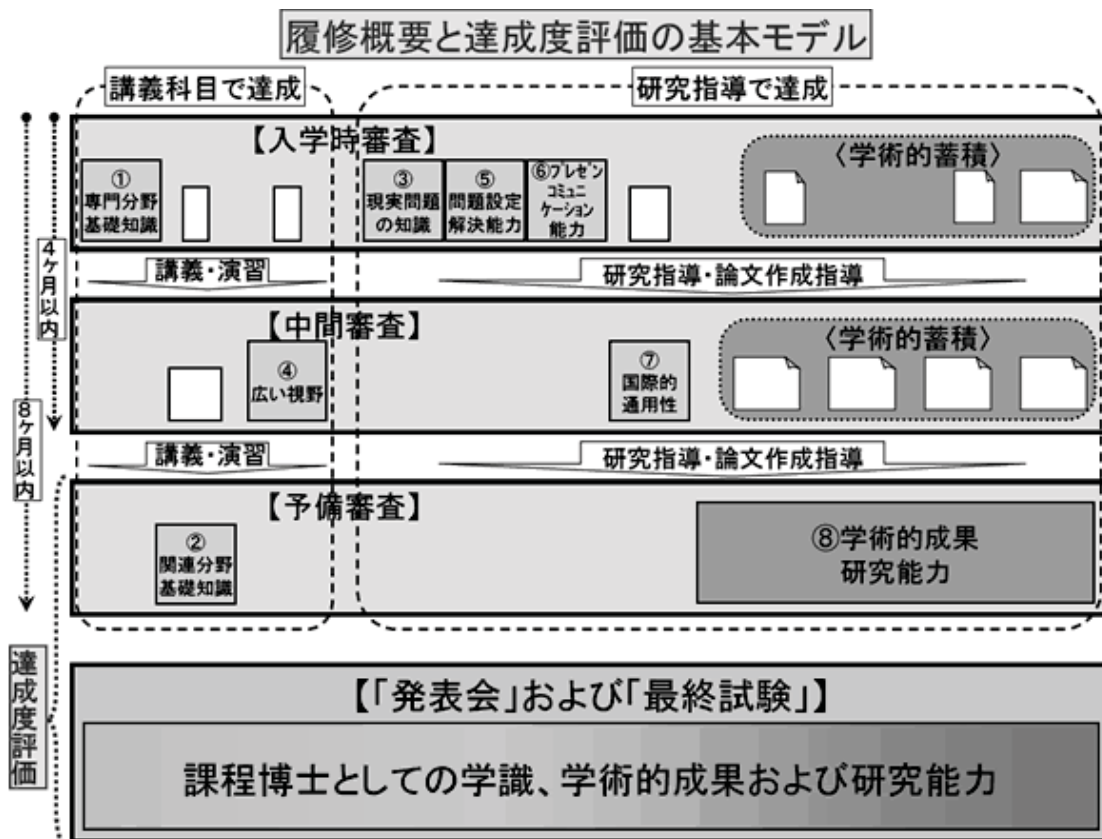 履修概要と達成度評価の基本モデル
講義科目で達成
研究指導で達成
【入学時審査】
〈学術的蓄積〉
①
専門分野
基礎知識
③
現実問題
の知識
⑤
問題設定
解決能力
⑥プレゼン
コミュニ
ケーション
能力
4ヶ月以内
講義・演習
研究指導・論文作成指導
【中間審査】
〈学術的蓄積〉
④
広い視野
⑦
国際的
通用性
8ヶ月以内
講義・演習
研究指導・論文作成指導
【予備審査】
②
関連分野
基礎知識
⑧学術的成果
研究能力
達成度評価
【「発表会」および「最終試験」】
課程博士としての学識、学術的成果および研究能力